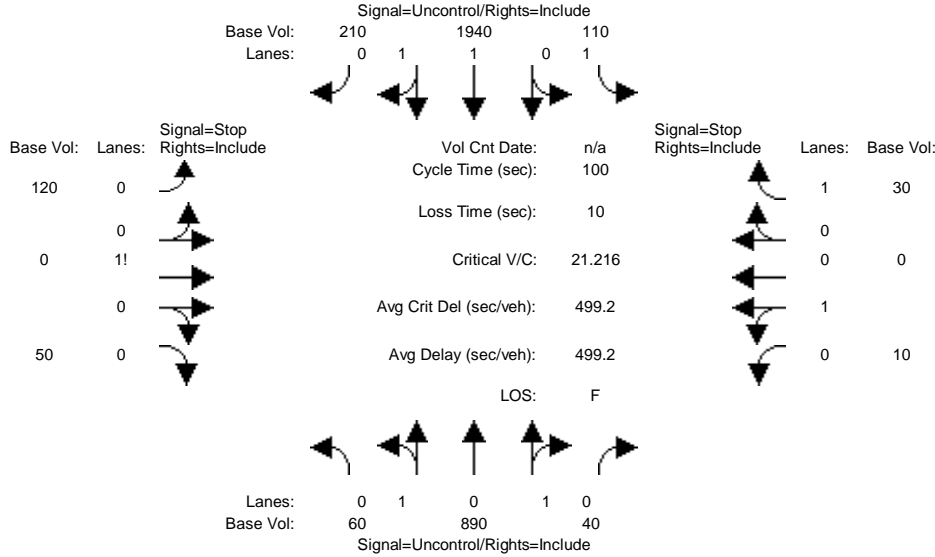 Signal=Uncontrol/Rights=Include
Base Vol: 210 1940 110
Lanes: 0 1 1 0 1
Signal=Stop Signal=Stop
Base Vol: Lanes: Rights=Include Vol Cnt Date: n/a Rights=Include Lanes: Base Vol:
Cycle Time (sec): 100
120 0 1 30
Loss Time (sec): 10
0 0
0 1! Critical V/C: 21.216 0 0
0 Avg Crit Del (sec/veh): 499.2 1
50 0 Avg Delay (sec/veh): 499.2 0 10
LOS: F
Lanes: 0 1 0 1 0
Base Vol: 60 890 40
Signal=Uncontrol/Rights=Include